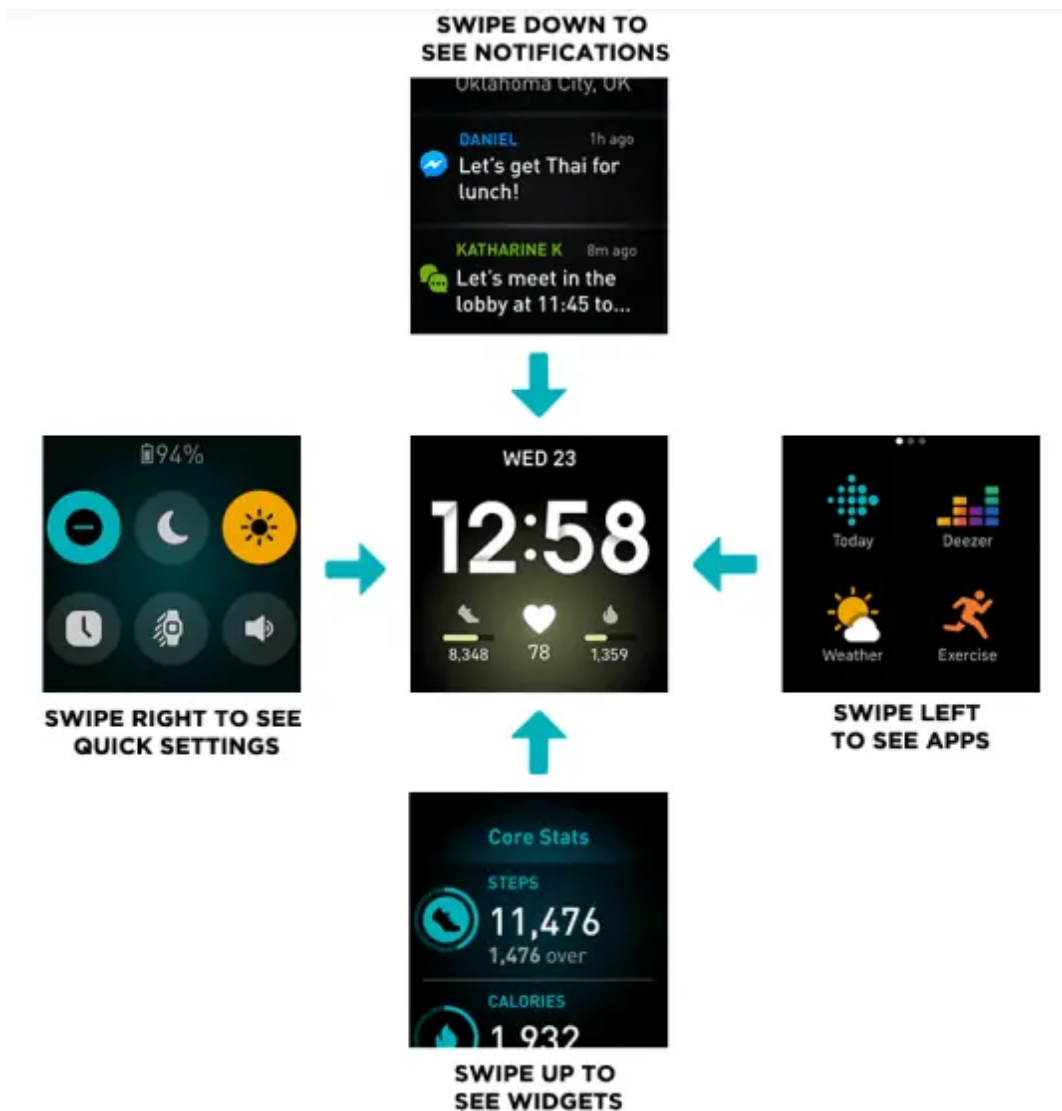 SWIPE DOWN TO
SEE NOTIFICATIONS
Oklahoma City, OK
DANIEL 1h ago
Let's get Thai for
lunch!
KATHARINE K 8m ago
Let's meet in the
lobby at 11:45 to...
94%
SWIPE RIGHT TO SEE
QUICK SETTINGS
WED 23
12:58
8,348 78 1,359
Today Deezer
Weather Exercise
SWIPE LEFT
TO SEE APPS
Core Stats
STEPS
11,476
1,476 over
CALORIES
1,932
SWIPE UP TO
SEE WIDGETS